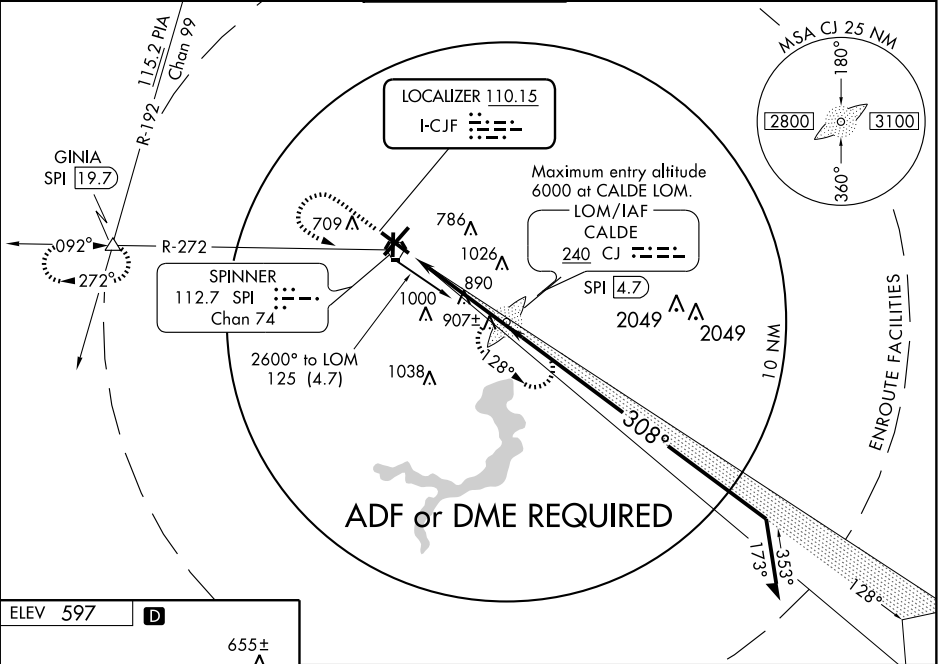 115.2 PIA
Chan 99
R-192
GINIA
SPI 19.7
092°
272°
R-272
709
LOCALIZER 110.15
I-CJF
786
1026
890
1000
907±
1038
SPINNER
112.7 SPI
Chan 74
2600° to LOM
125 (4.7)
Maximum entry altitude
6000 at CALDE LOM.
LOM/IAF
CALDE
240 CJ
SPI 4.7
2049
2049
MSA CJ 25 NM
180°
2800
3100
360°
10 NM
ENROUTE FACILITIES
128°
308°
ADF or DME REQUIRED
173°
353°
128°
ELEV 597
D
655±